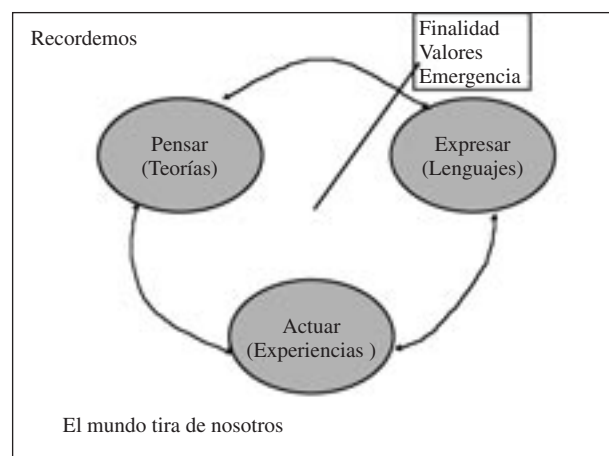 Recordemos
Finalidad
Valores
Emergencia
Pensar
(Teorías)
Expresar
(Lenguajes)
Actuar
(Experiencias )
El mundo tira de nosotros